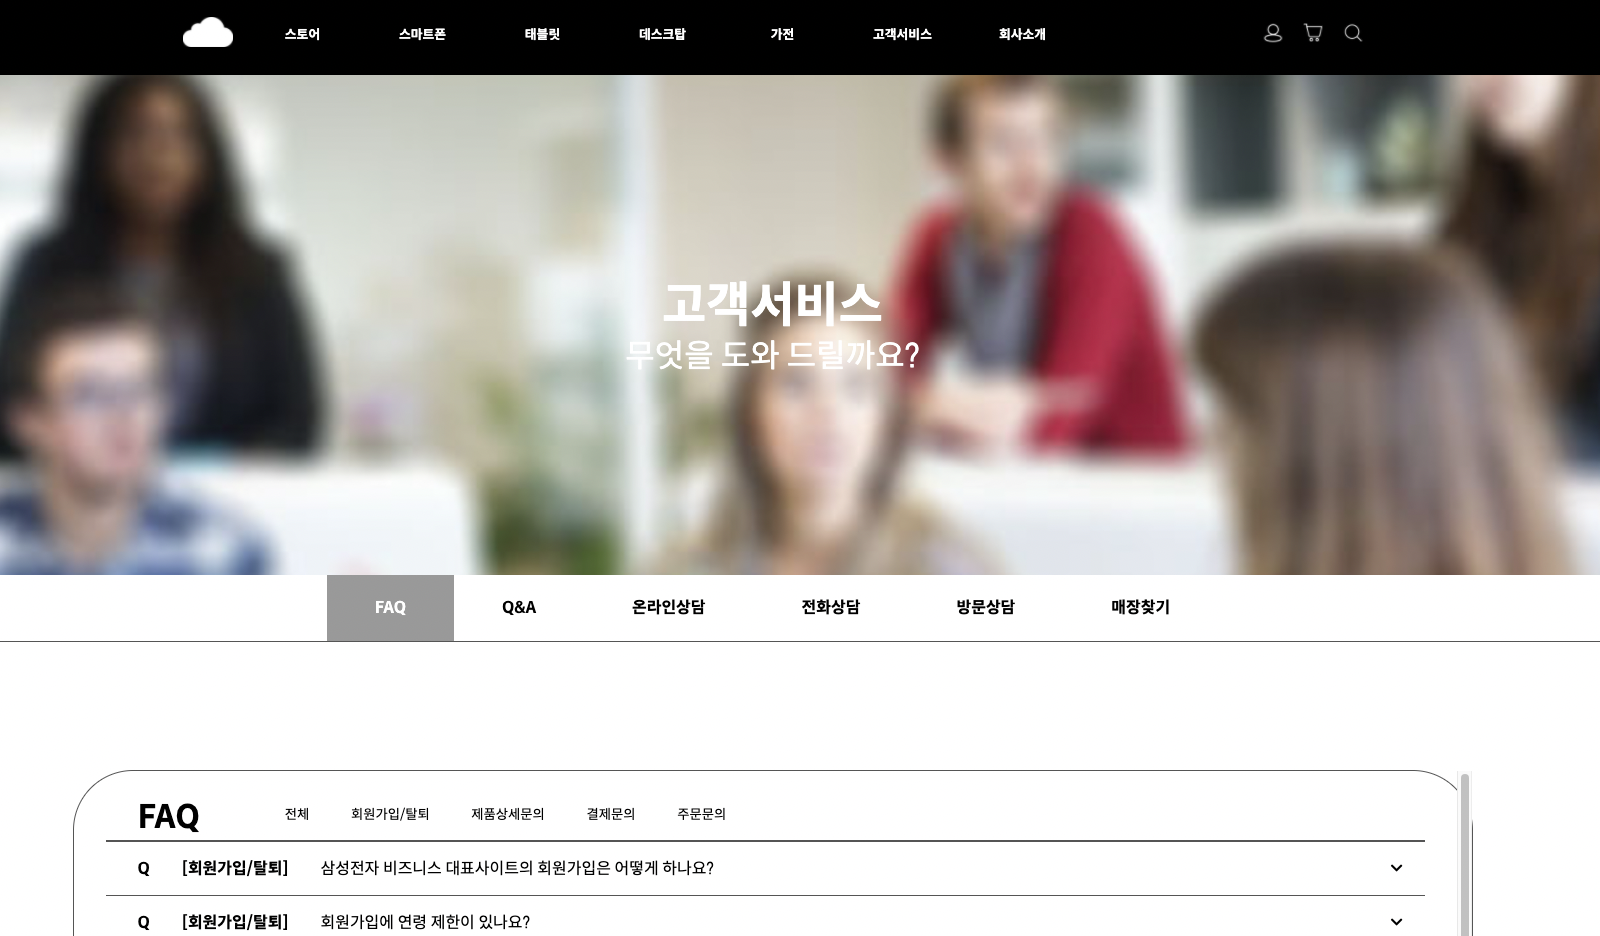 스토어 스마트폰 태블릿 데스크탑 가전 고객서비스 회사소개
고객서비스
무엇을 도와 드릴까요?
FAQ Q&A 온라인상담 전화상담 방문상담 매장찾기
FAQ 전체 회원가입/탈퇴 제품상세문의 결제문의 주문문의
Q [회원가입/탈퇴] 삼성전자 비즈니스 대표사이트의 회원가입은 어떻게 하나요?
Q [회원가입/탈퇴] 회원가입에 연령 제한이 있나요?